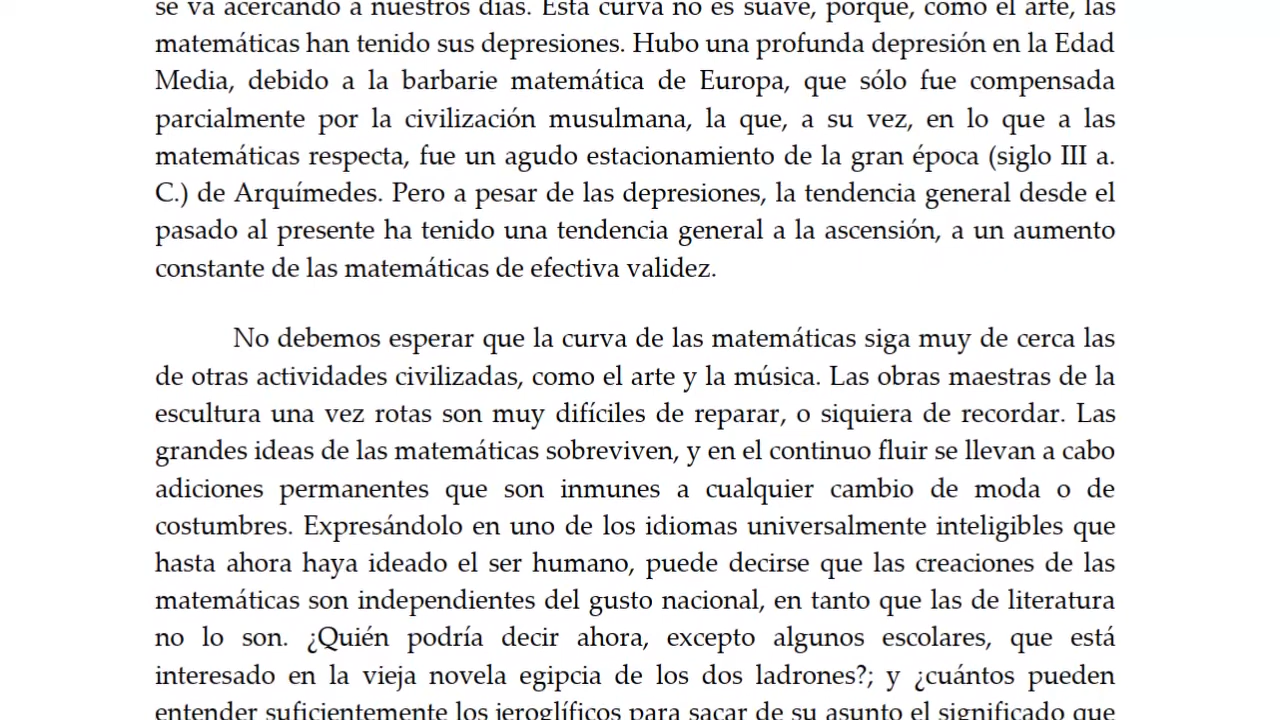 se va acercando a nuestros días. Esta curva no es suave, porque, como el arte, las
matemáticas han tenido sus depresiones. Hubo una profunda depresión en la Edad
Media, debido a la barbarie matemática de Europa, que sólo fue compensada
parcialmente por la civilización musulmana, la que, a su vez, en lo que a las
matemáticas respecta, fue un agudo estacionamiento de la gran época (siglo III a.
C.) de Arquímedes. Pero a pesar de las depresiones, la tendencia general desde el
pasado al presente ha tenido una tendencia general a la ascensión, a un aumento
constante de las matemáticas de efectiva validez.
No debemos esperar que la curva de las matemáticas siga muy de cerca las
de otras actividades civilizadas, como el arte y la música. Las obras maestras de la
escultura una vez rotas son muy difíciles de reparar, o siquiera de recordar. Las
grandes ideas de las matemáticas sobreviven, y en el continuo fluir se llevan a cabo
adiciones permanentes que son inmunes a cualquier cambio de moda o de
costumbres. Expresándolo en uno de los idiomas universalmente inteligibles que
hasta ahora haya ideado el ser humano, puede decirse que las creaciones de las
matemáticas son independientes del gusto nacional, en tanto que las de literatura
no lo son. ¿Quién podría decir ahora, excepto algunos escolares, que está
interesado en la vieja novela egipcia de los dos ladrones?; y ¿cuántos pueden
entender suficientemente los jeroglíficos para sacar de su asunto el significado que